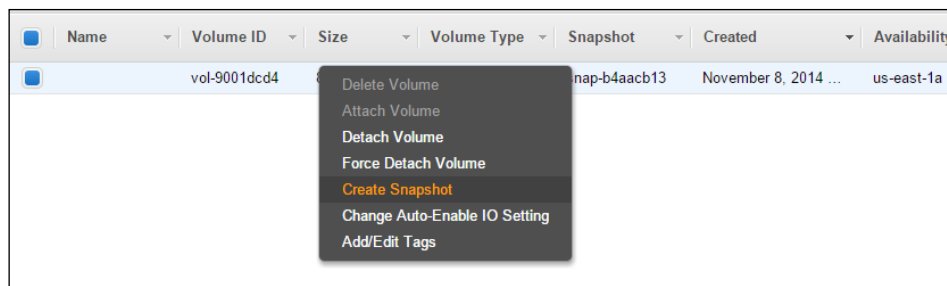 Name Volume ID Size Volume Type Snapshot Created Availability
vol-9001dcd4 snap-b4aacb13 November 8, 2014 ... us-east-1a
Delete Volume
Attach Volume
Detach Volume
Force Detach Volume
Create Snapshot
Change Auto-Enable IO Setting
Add/Edit Tags